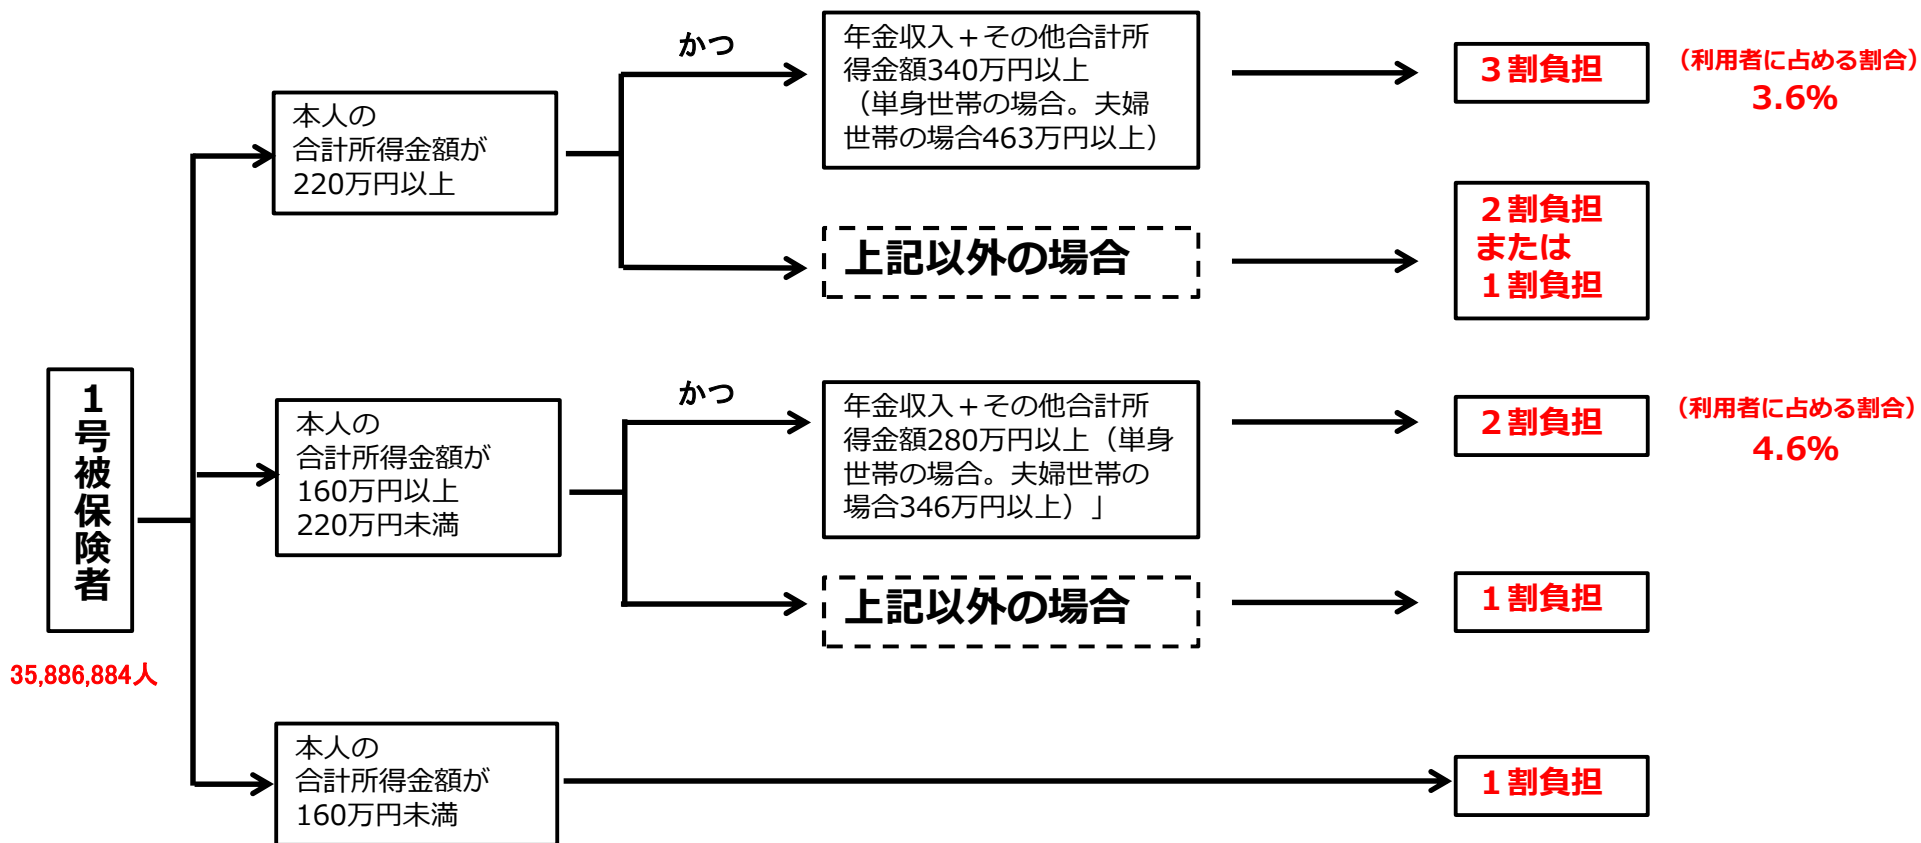 １号被保険者
35,886,884人
本人の
合計所得金額が
220万円以上
かつ
年金収入＋その他合計所
得金額340万円以上
（単身世帯の場合。夫婦
世帯の場合463万円以上）
３割負担
（利用者に占める割合）
3.6%
上記以外の場合
２割負担
または
１割負担
本人の
合計所得金額が
160万円以上
220万円未満
かつ
年金収入＋その他合計所
得金額280万円以上（単身
世帯の場合。夫婦世帯の
場合346万円以上）」
２割負担
（利用者に占める割合）
4.6%
上記以外の場合
１割負担
本人の
合計所得金額が
160万円未満
１割負担